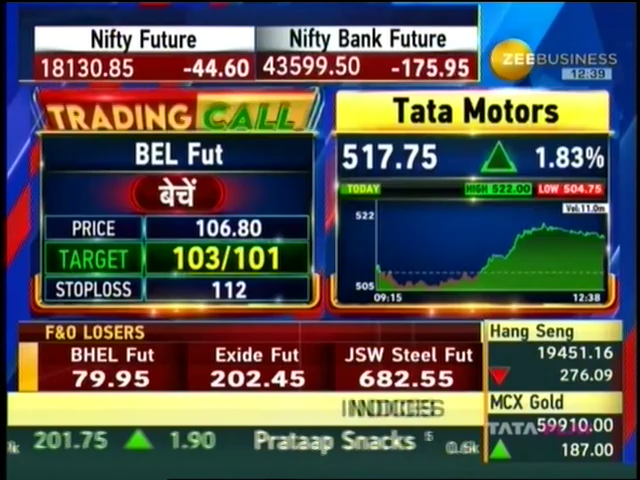 Nifty Future
18130.85 -44.60
Nifty Bank Future
43599.50 -175.95
ZEEBUSINESS
12:39
TRADING CALL
BEL Fut
बेचें
PRICE 106.80
TARGET 103/101
STOPLOSS 112
Tata Motors
517.75 1.83%
TODAY HIGH 522.00 LOW 504.75
Vol:11.0m
522
505
09:15 12:38
F&O LOSERS
BHEL Fut Exide Fut JSW Steel Fut
79.95 202.45 682.55
Hang Seng
19451.16
276.09
MCX Gold
59910.00
187.00
TATA
201.75 1.90 Prataap Snacks